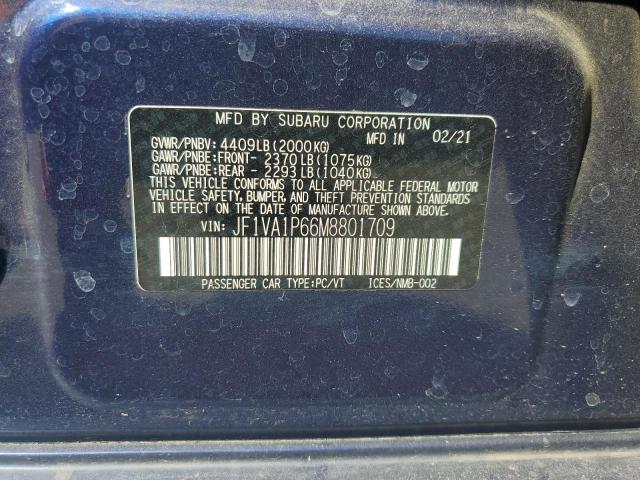 MFD BY SUBARU CORPORATION
GVWR/PNBV: 4409LB(2000KG) MFD IN 02/21
GAWR/PNBE:FRONT- 2370LB(1075KG)
GAWR/PNBE:REAR - 2293LB(1040KG)
THIS VEHICLE CONFORMS TO ALL APPLICABLE FEDERAL MOTOR
VEHICLE SAFETY, BUMPER, AND THEFT PREVENTION STANDARDS
IN EFFECT ON THE DATE OF MANUFACTURE SHOWN ABOVE.
VIN: JF1VA1P66M8801709
PASSENGER CAR TYPE:PC/VT ICES/NMB-002